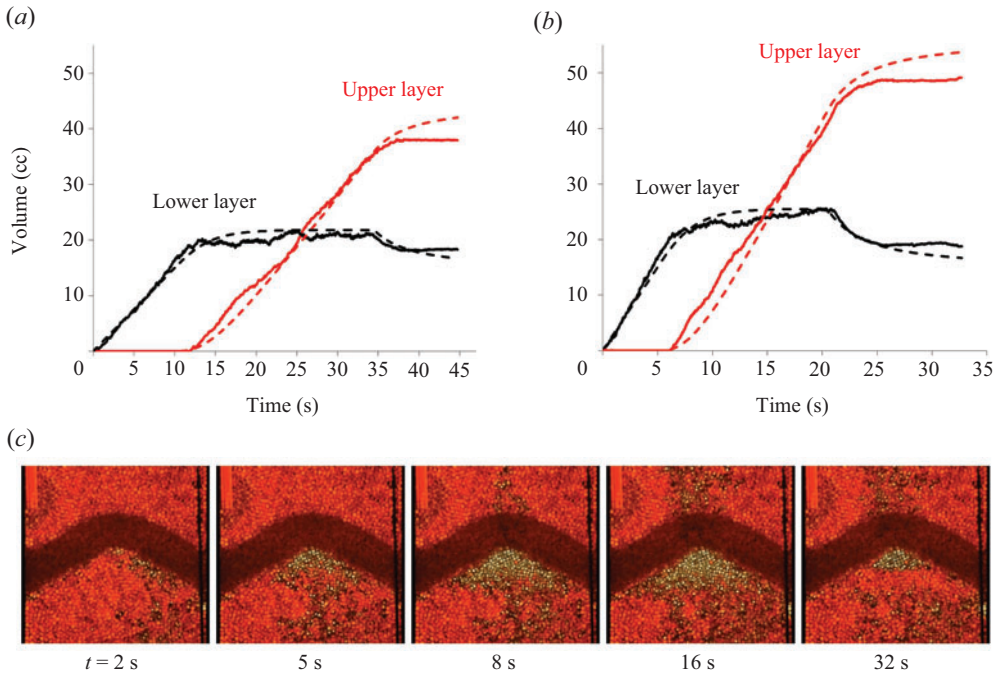 (a)
50
40
30
20
10
0
Volume (cc)
Upper layer
Lower layer
5 10 15 20 25 30 35 40 45
Time (s)
(b)
50
40
30
20
10
0
Upper layer
Lower layer
5 10 15 20 25 30 35
Time (s)
(c)
t = 2 s 5 s 8 s 16 s 32 s